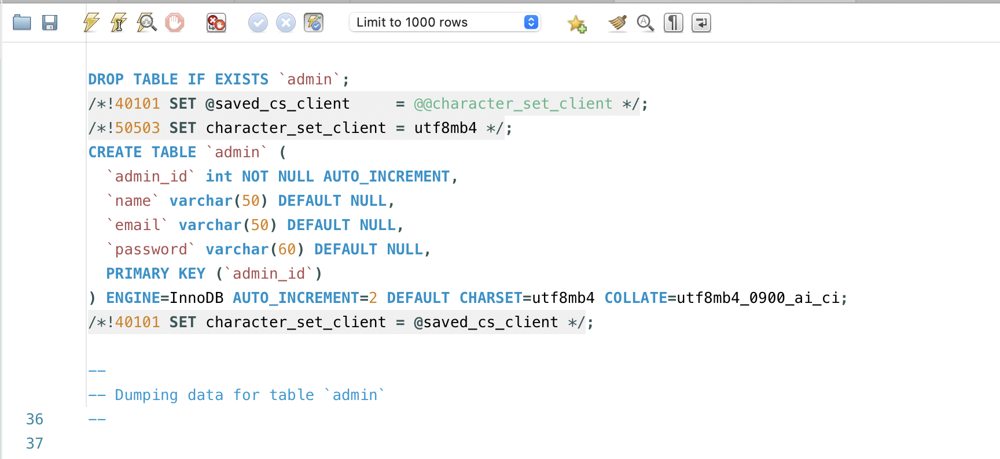 Limit to 1000 rows
DROP TABLE IF EXISTS `admin`;
/*!40101 SET @saved_cs_client     = @@character_set_client */;
/*!50503 SET character_set_client = utf8mb4 */;
CREATE TABLE `admin` (
  `admin_id` int NOT NULL AUTO_INCREMENT,
  `name` varchar(50) DEFAULT NULL,
  `email` varchar(50) DEFAULT NULL,
  `password` varchar(60) DEFAULT NULL,
  PRIMARY KEY (`admin_id`)
) ENGINE=InnoDB AUTO_INCREMENT=2 DEFAULT CHARSET=utf8mb4 COLLATE=utf8mb4_0900_ai_ci;
/*!40101 SET character_set_client = @saved_cs_client */;
--
-- Dumping data for table `admin`
36 --
37